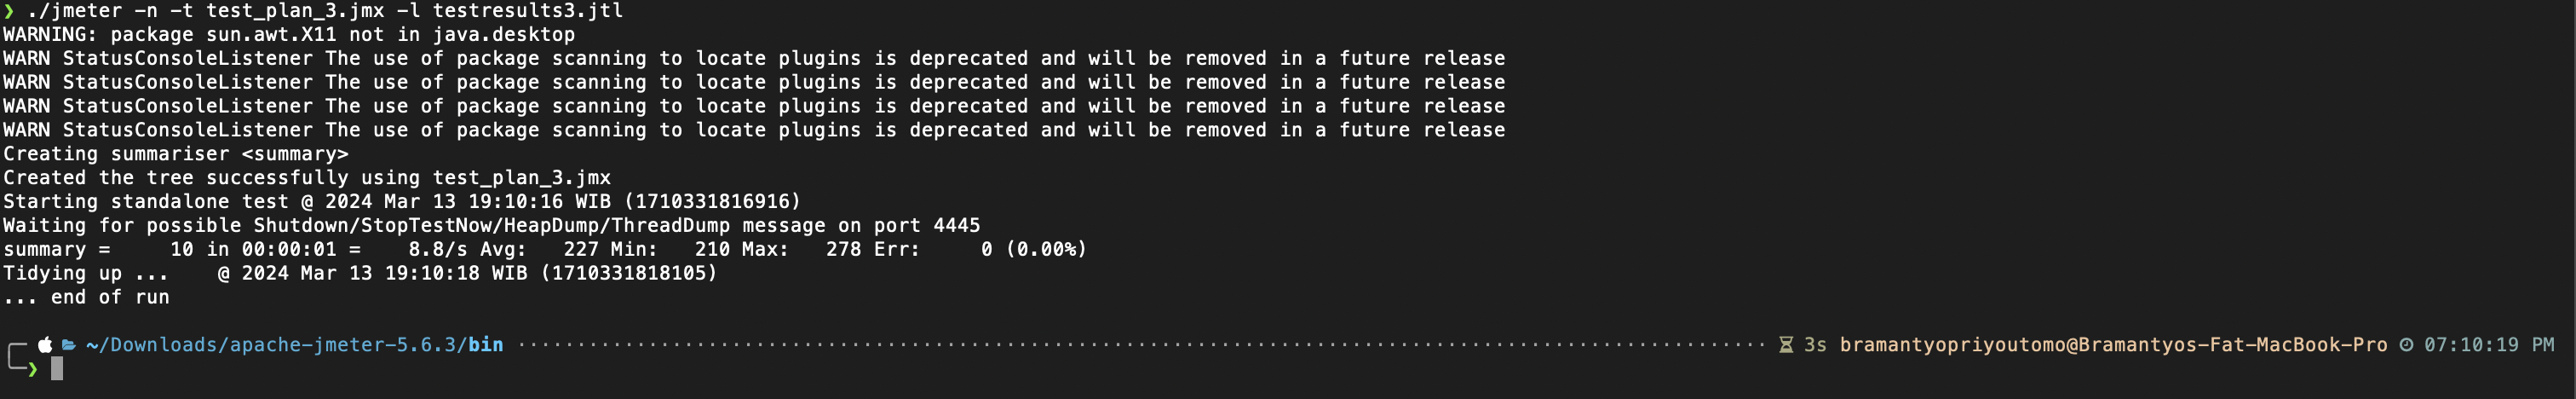 ❯ ./jmeter -n -t test_plan_3.jmx -l testresults3.jtl
WARNING: package sun.awt.X11 not in java.desktop
WARN StatusConsoleListener The use of package scanning to locate plugins is deprecated and will be removed in a future release
WARN StatusConsoleListener The use of package scanning to locate plugins is deprecated and will be removed in a future release
WARN StatusConsoleListener The use of package scanning to locate plugins is deprecated and will be removed in a future release
WARN StatusConsoleListener The use of package scanning to locate plugins is deprecated and will be removed in a future release
Creating summariser <summary>
Created the tree successfully using test_plan_3.jmx
Starting standalone test @ 2024 Mar 13 19:10:16 WIB (1710331816916)
Waiting for possible Shutdown/StopTestNow/HeapDump/ThreadDump message on port 4445
summary =     10 in 00:00:01 =    8.8/s Avg:   227 Min:   210 Max:   278 Err:     0 (0.00%)
Tidying up ...    @ 2024 Mar 13 19:10:18 WIB (1710331818105)
... end of run
~/Downloads/apache-jmeter-5.6.3/bin 3s bramantyopriyoutomo@Bramantyos-Fat-MacBook-Pro 07:10:19 PM
❯